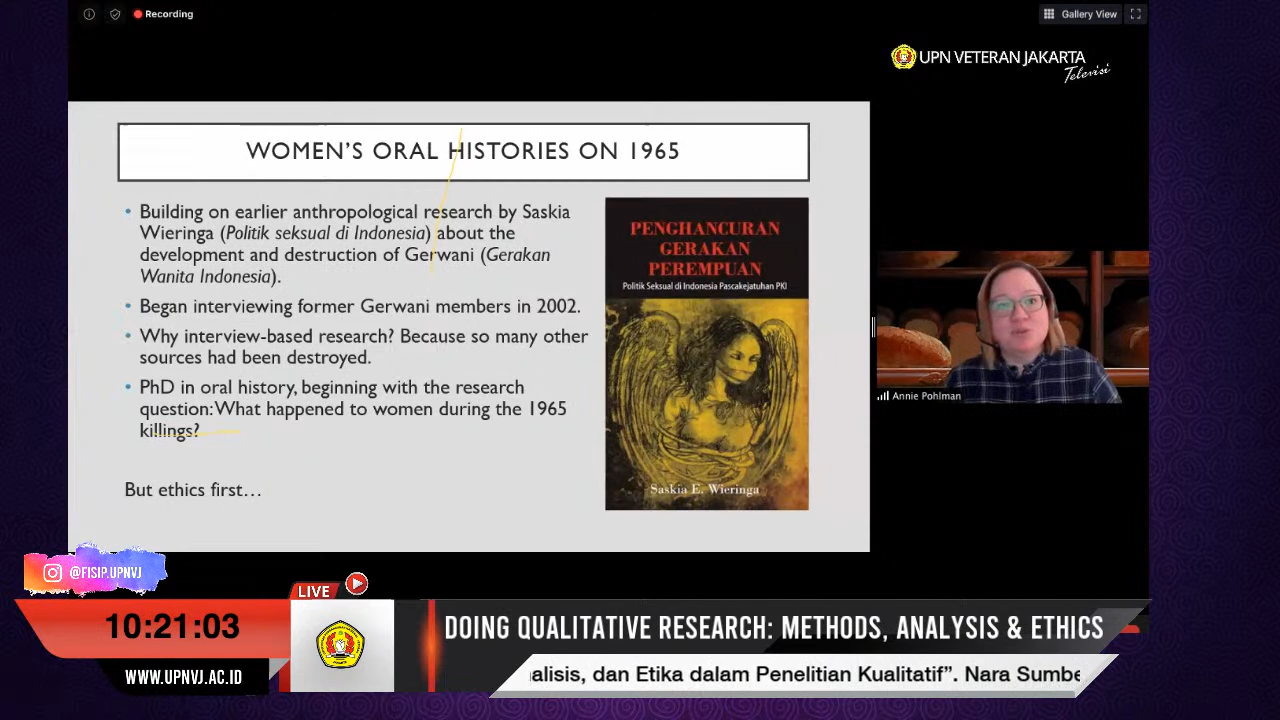 Recording
Gallery View
UPN VETERAN JAKARTA
Televisi
WOMEN'S ORAL HISTORIES ON 1965
• Building on earlier anthropological research by Saskia
Wieringa (Politik seksual di Indonesia) about the
development and destruction of Gerwani (Gerakan
Wanita Indonesia).
• Began interviewing former Gerwani members in 2002.
• Why interview-based research? Because so many other
sources had been destroyed.
• PhD in oral history, beginning with the research
question: What happened to women during the 1965
killings?
But ethics first…
PENGHANCURAN
GERAKAN
PEREMPUAN
Politik Seksual di Indonesia Pascakejatuhan PKI
Saskia E. Wieringa
Annie Pohlman
@FISIP.UPNVJ
LIVE
10:21:03
DOING QUALITATIVE RESEARCH: METHODS, ANALYSIS & ETHICS
WWW.UPNVJ.AC.ID
alisis, dan Etika dalam Penelitian Kualitatif”. Nara Sumbe